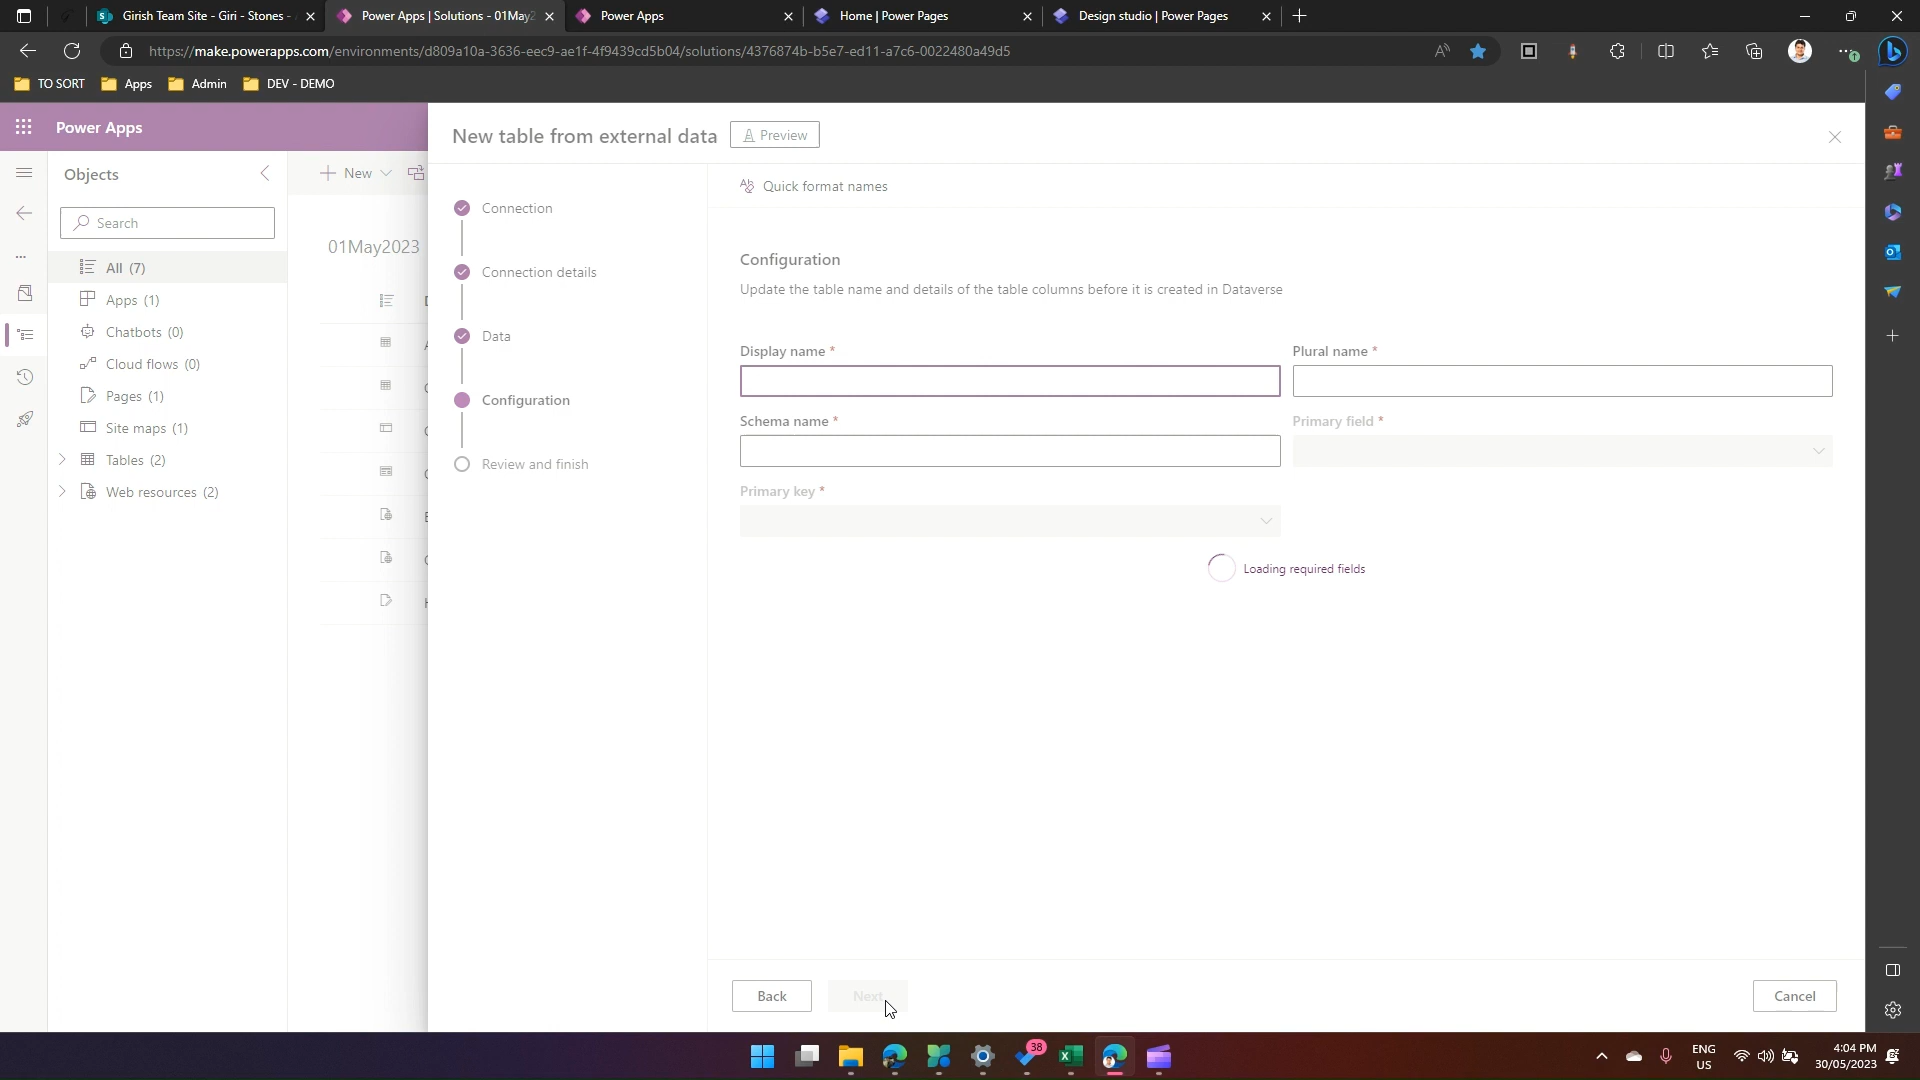 Girish Team Site - Giri - Stones -
Power Apps | Solutions - 01May2
Power Apps
Home | Power Pages
Design studio | Power Pages
https://make.powerapps.com/environments/d809a10a-3636-eec9-ae1f-4f9439cd5b04/solutions/4376874b-b5e7-ed11-a7c6-0022480a49d5
TO SORT
Apps
Admin
DEV - DEMO
Power Apps
Objects
Search
All (7)
Apps (1)
Chatbots (0)
Cloud flows (0)
Pages (1)
Site maps (1)
Tables (2)
Web resources (2)
New
01May2023
New table from external data
Preview
Connection
Connection details
Data
Configuration
Review and finish
Quick format names
Configuration
Update the table name and details of the table columns before it is created in Dataverse
Display name *
Plural name *
Schema name *
Primary field *
Primary key *
Loading required fields
Back
Next
Cancel
38
ENG
US
4:04 PM
30/05/2023